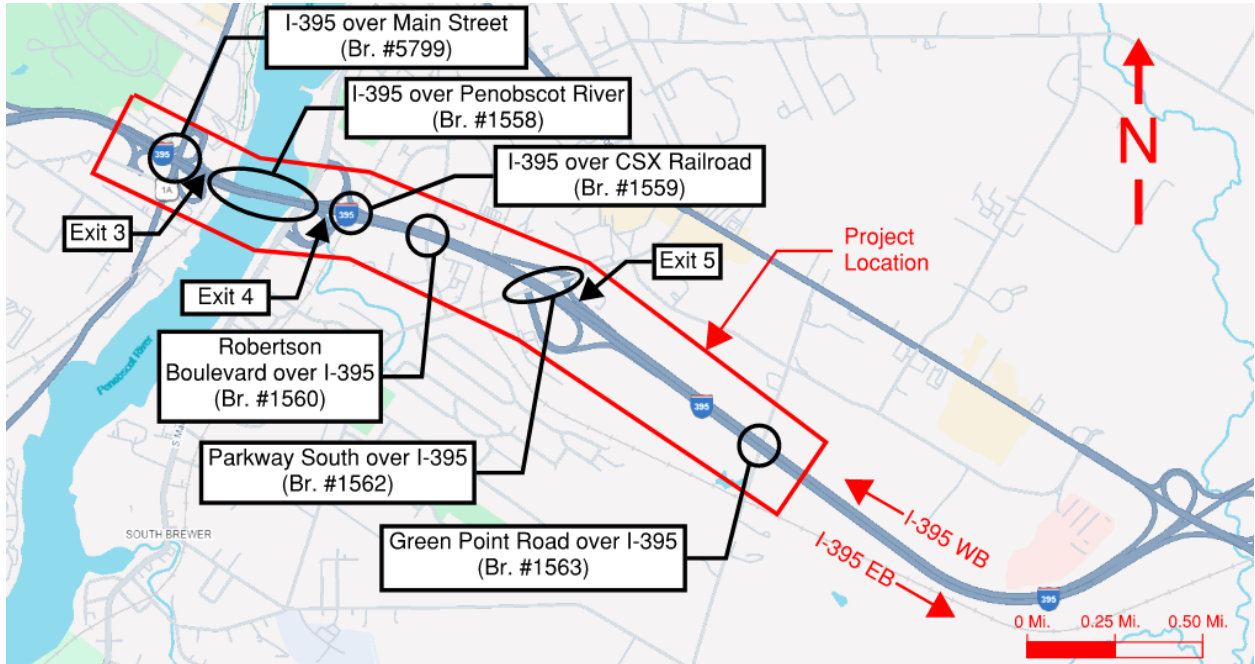 I-395 over Main Street
(Br. #5799)
I-395 over Penobscot River
(Br. #1558)
I-395 over CSX Railroad
(Br. #1559)
N
395
1A
395
Exit 3
Exit 4
Exit 5
Project
Location
Penobscot River
Robertson
Boulevard over I-395
(Br. #1560)
395
S Ma
Parkway South over I-395
(Br. #1562)
SOUTH BREWER
Green Point Road over I-395
(Br. #1563)
I-395 WB
I-395 EB
395
0 Mi.
0.25 Mi.
0.50 Mi.